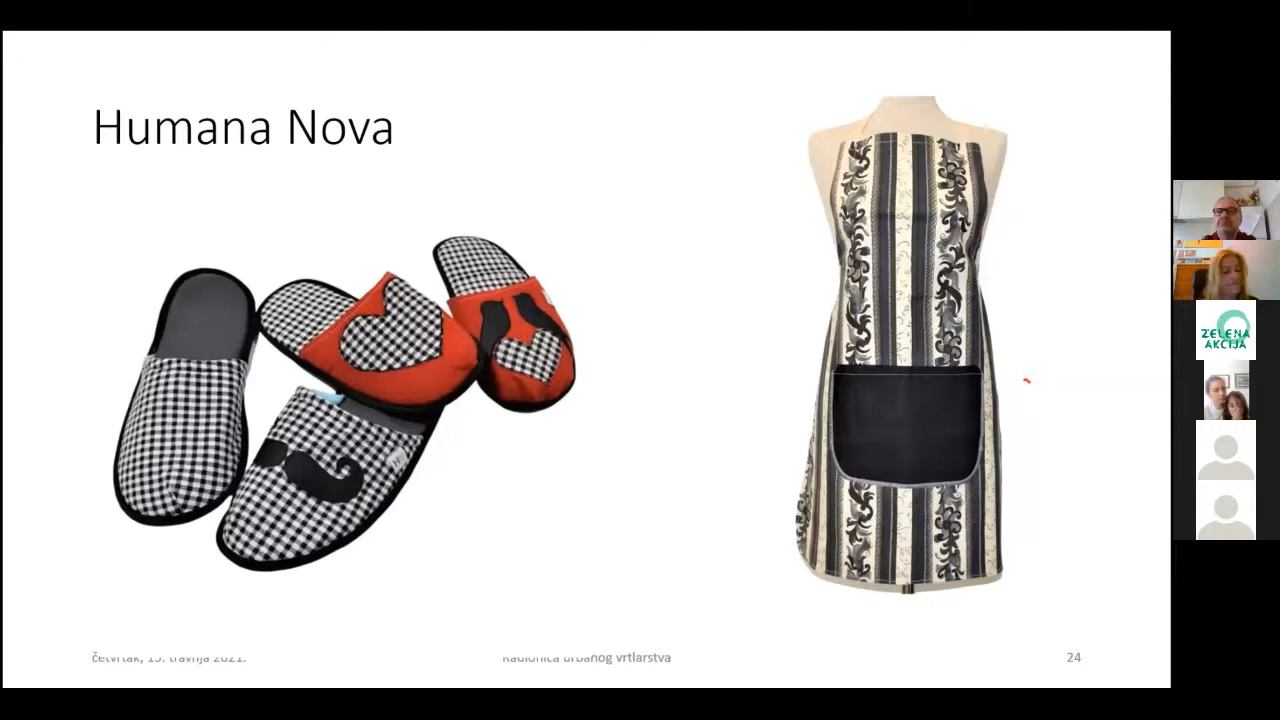 Humana Nova
četvrtak, 15. travnja 2021.
Radionica urbanog vrtlarstva
24
ZELENA
AKCIJA